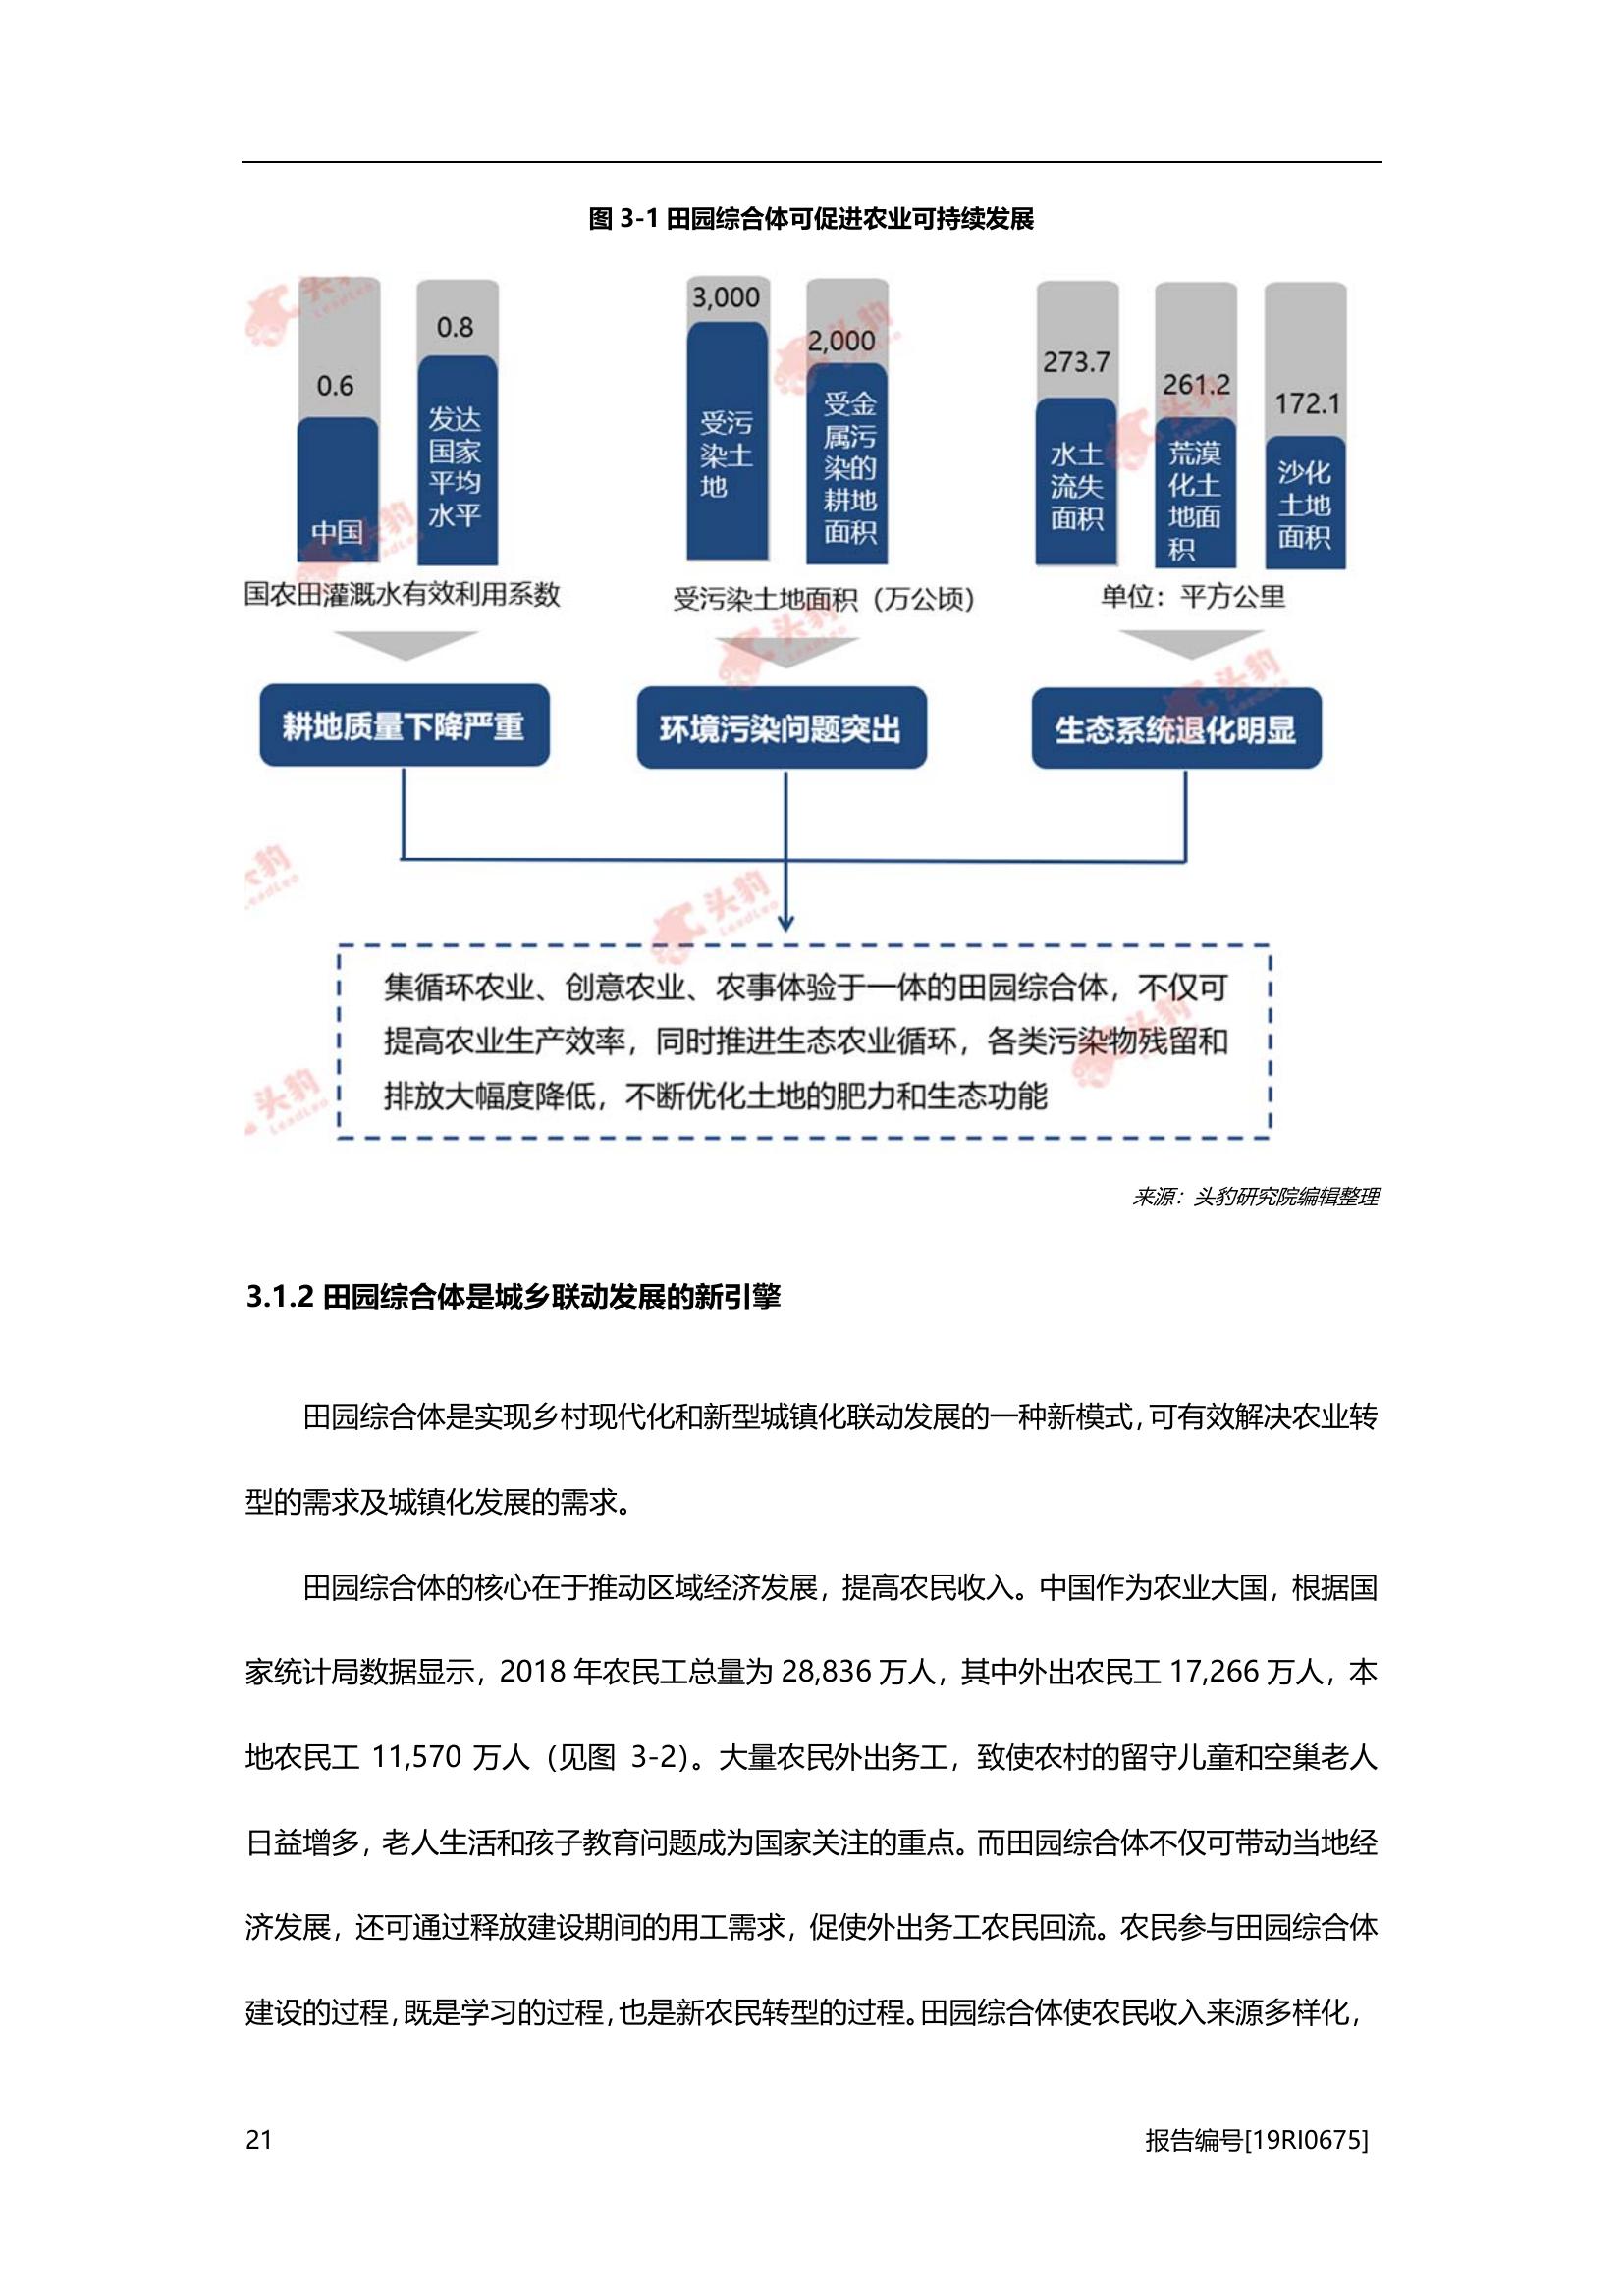 图 3-1 田园综合体可促进农业可持续发展
0.6
0.8
中国
发达
国家
平均
水平
国农田灌溉水有效利用系数
3,000
2,000
受污
染土
地
受金
属污
染的
耕地
面积
受污染土地面积（万公顷）
273.7
261.2
172.1
水土
流失
面积
荒漠
化土
地面
积
沙化
土地
面积
单位：平方公里
耕地质量下降严重
环境污染问题突出
生态系统退化明显
集循环农业、创意农业、农事体验于一体的田园综合体，不仅可
提高农业生产效率，同时推进生态农业循环，各类污染物残留和
排放大幅度降低，不断优化土地的肥力和生态功能
头豹
LeadLeo
来源：头豹研究院编辑整理
3.1.2 田园综合体是城乡联动发展的新引擎
田园综合体是实现乡村现代化和新型城镇化联动发展的一种新模式，可有效解决农业转
型的需求及城镇化发展的需求。
田园综合体的核心在于推动区域经济发展，提高农民收入。中国作为农业大国，根据国
家统计局数据显示，2018 年农民工总量为 28,836 万人，其中外出农民工 17,266 万人，本
地农民工 11,570 万人（见图 3-2）。大量农民外出务工，致使农村的留守儿童和空巢老人
日益增多，老人生活和孩子教育问题成为国家关注的重点。而田园综合体不仅可带动当地经
济发展，还可通过释放建设期间的用工需求，促使外出务工农民回流。农民参与田园综合体
建设的过程，既是学习的过程，也是新农民转型的过程。田园综合体使农民收入来源多样化，
21
报告编号[19RI0675]